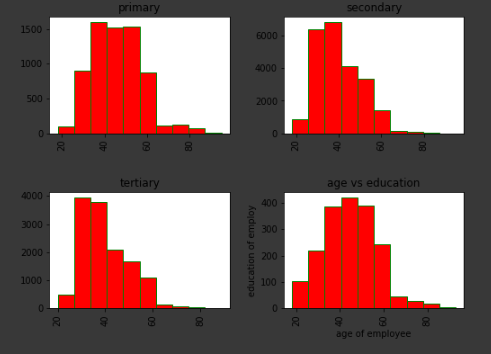 primary
1500
1000
500
0
20 40 60 80
secondary
6000
4000
2000
0
20 40 60 80
tertiary
4000
3000
2000
1000
0
20 40 60 80
age vs education
education of employ
400
300
200
100
0
20 40 60 80
age of employee